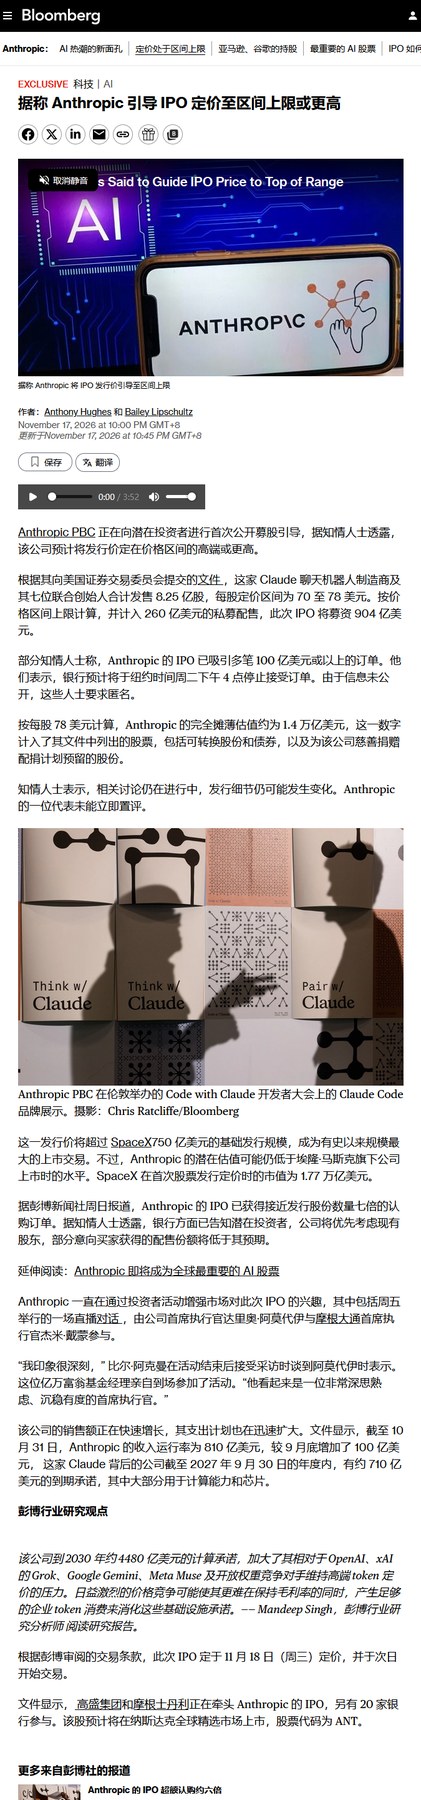 Bloomberg
Anthropic:
AI 热潮的新面孔
定价处于区间上限
亚马逊、谷歌的持股
最重要的 AI 股票
IPO 如何
EXCLUSIVE 科技 | AI
据称 Anthropic 引导 IPO 定价至区间上限或更高
取消静音
s Said to Guide IPO Price to Top of Range
AI
ANTHROP\C
据称 Anthropic 将 IPO 发行价引导至区间上限
作者：Anthony Hughes 和 Bailey Lipschultz
November 17, 2026 at 10:00 PM GMT+8
更新于November 17, 2026 at 10:45 PM GMT+8
保存
翻译
0:00 / 3:52
Anthropic PBC 正在向潜在投资者进行首次公开募股引导，据知情人士透露，
该公司预计将发行价定在价格区间的高端或更高。
根据其向美国证券交易委员会提交的文件，这家 Claude 聊天机器人制造商及
其七位联合创始人合计发售 8.25 亿股，每股定价区间为 70 至 78 美元。按价
格区间上限计算，并计入 260 亿美元的私募配售，此次 IPO 将募资 904 亿美
元。
部分知情人士称，Anthropic 的 IPO 已吸引多笔 100 亿美元或以上的订单。他
们表示，银行预计将于纽约时间周二下午 4 点停止接受订单。由于信息未公
开，这些人士要求匿名。
按每股 78 美元计算，Anthropic 的完全摊薄估值约为 1.4 万亿美元，这一数字
计入了其文件中列出的股票，包括可转换股份和债券，以及为该公司慈善捐赠
配捐计划预留的股份。
知情人士表示，相关讨论仍在进行中，发行细节仍可能发生变化。Anthropic
的一位代表未能立即置评。
Think w/
Claude
Think w/
Claude
Pair w/
Claude
Anthropic PBC 在伦敦举办的 Code with Claude 开发者大会上的 Claude Code
品牌展示。摄影：Chris Ratcliffe/Bloomberg
这一发行价将超过 SpaceX750 亿美元的基础发行规模，成为有史以来规模最
大的上市交易。不过，Anthropic 的潜在估值可能仍低于埃隆·马斯克旗下公司
上市时的水平。SpaceX 在首次股票发行定价时的市值为 1.77 万亿美元。
据彭博新闻社周日报道，Anthropic 的 IPO 已获得接近发行股份数量七倍的认
购订单。据知情人士透露，银行方面已告知潜在投资者，公司将优先考虑现有
股东，部分意向买家获得的配售份额将低于其预期。
延伸阅读：Anthropic 即将成为全球最重要的 AI 股票
Anthropic 一直在通过投资者活动增强市场对此次 IPO 的兴趣，其中包括周五
举行的一场直播对话，由公司首席执行官达里奥·阿莫代伊与摩根大通首席执
行官杰米·戴蒙参与。
“我印象很深刻，” 比尔·阿克曼在活动结束后接受采访时谈到阿莫代伊时表示。
这位亿万富翁基金经理亲自到场参加了活动。“他看起来是一位非常深思熟
虑、沉稳有度的首席执行官。”
该公司的销售额正在快速增长，其支出计划也在迅速扩大。文件显示，截至 10
月 31 日，Anthropic 的收入运行率为 810 亿美元，较 9 月底增加了 100 亿美
元，这家 Claude 背后的公司截至 2027 年 9 月 30 日的年度内，有约 710 亿
美元的到期承诺，其中大部分用于计算能力和芯片。
彭博行业研究观点
该公司到 2030 年约 4480 亿美元的计算承诺，加大了其相对于 OpenAI、xAI
的 Grok、Google Gemini、Meta Muse 及开放权重竞争对手维持高端 token 定
价的压力。日益激烈的价格竞争可能使其更难在保持毛利率的同时，产生足够
的企业 token 消费来消化这些基础设施承诺。—— Mandeep Singh，彭博行业研
究分析师 阅读研究报告。
根据彭博审阅的交易条款，此次 IPO 定于 11 月 18 日（周三）定价，并于次日
开始交易。
文件显示，高盛集团和摩根士丹利正在牵头 Anthropic 的 IPO，另有 20 家银
行参与。该股预计将在纳斯达克全球精选市场上市，股票代码为 ANT。
更多来自彭博社的报道
Anthropic 的 IPO 超额认购约六倍